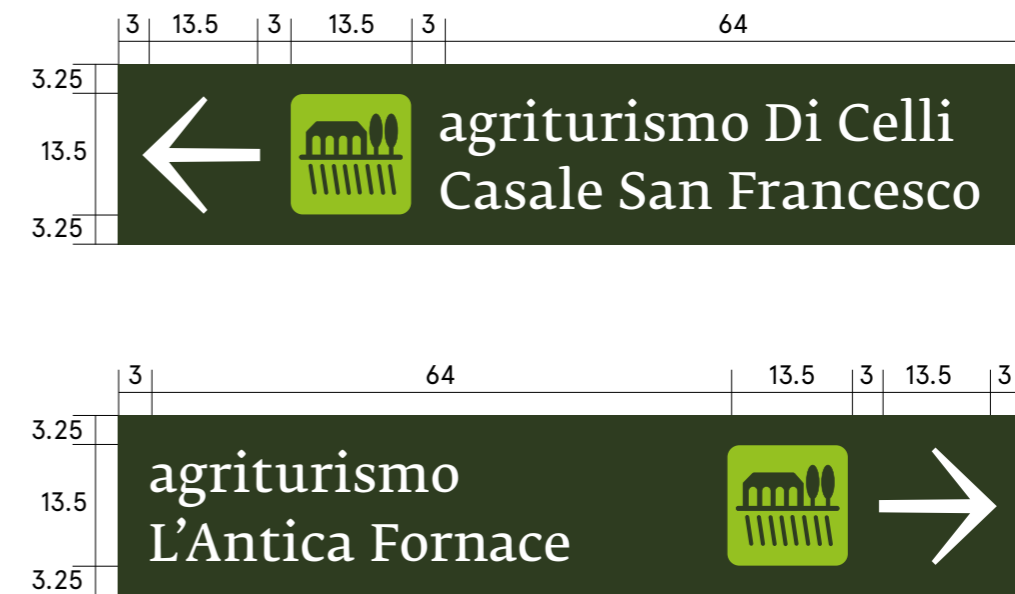 3 13.5 3 13.5 3 64
3.25
13.5
3.25
agriturismo Di Celli
Casale San Francesco
3 64 13.5 3 13.5 3
3.25
13.5
3.25
agriturismo
L’Antica Fornace